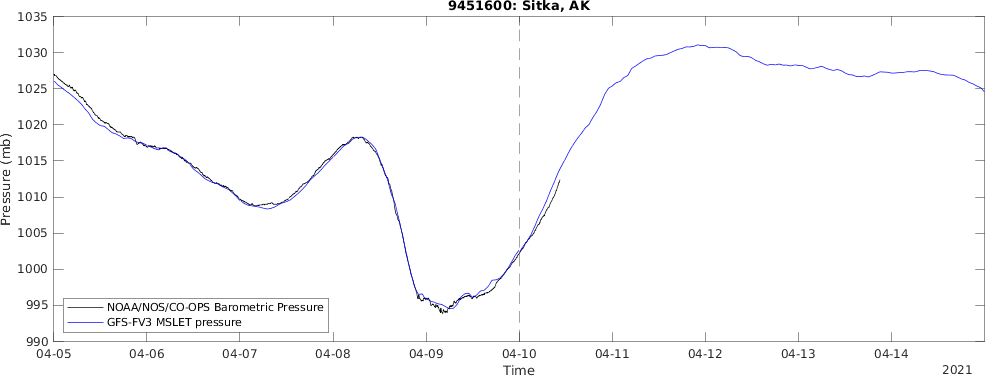 9451600: Sitka, AK
1035
1030
1025
1020
1015
1010
1005
1000
995
990
Pressure (mb)
NOAA/NOS/CO-OPS Barometric Pressure
GFS-FV3 MSLET pressure
04-05 04-06 04-07 04-08 04-09 04-10 04-11 04-12 04-13 04-14
Time
2021